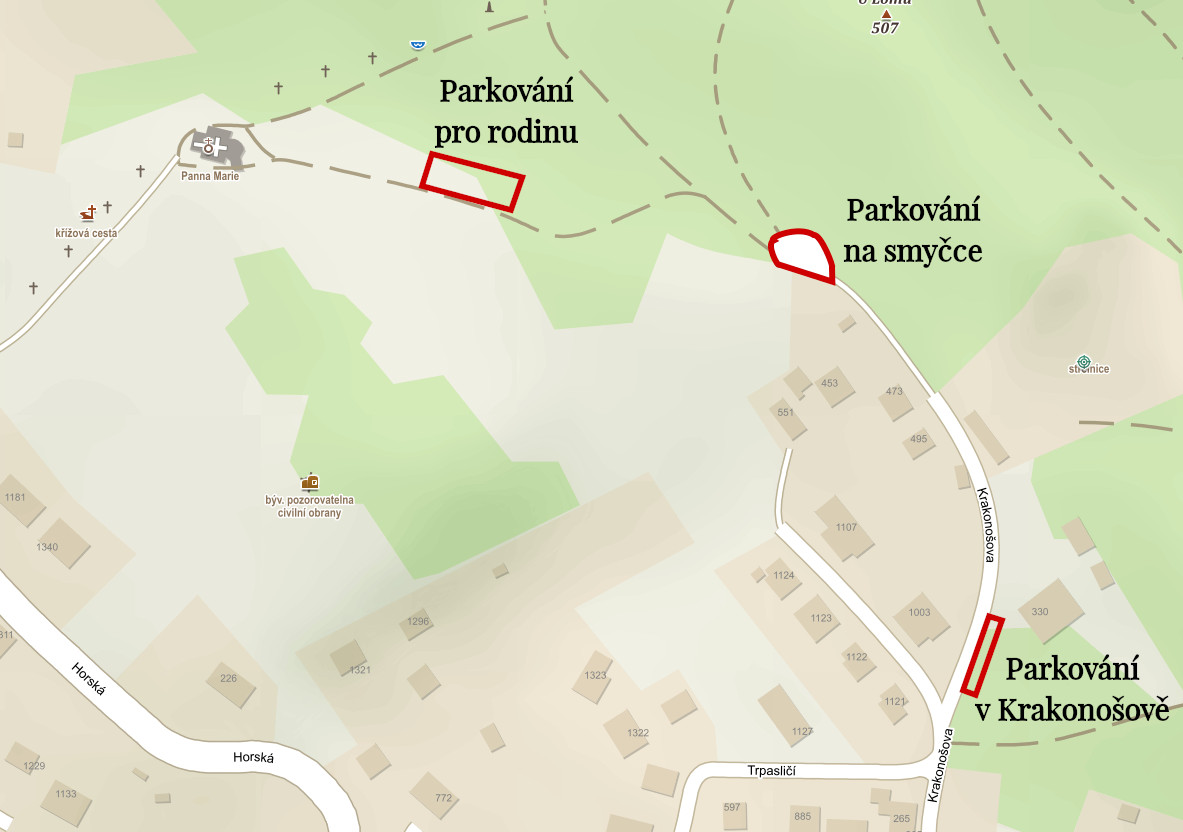 U Lomu
507
Parkování
pro rodinu
Panna Marie
křížová cesta
Parkování
na smyčce
střelnice
453
473
551
495
Krakonošova
1181
1340
býv. pozorovatelna
civilní obrany
1107
1124
1123
1003
330
1122
1121
1296
1321
1323
1322
1127
311
Horská
226
Horská
Parkování
v Krakonošově
Krakonošova
Trpasličí
1229
1133
772
597
885
265